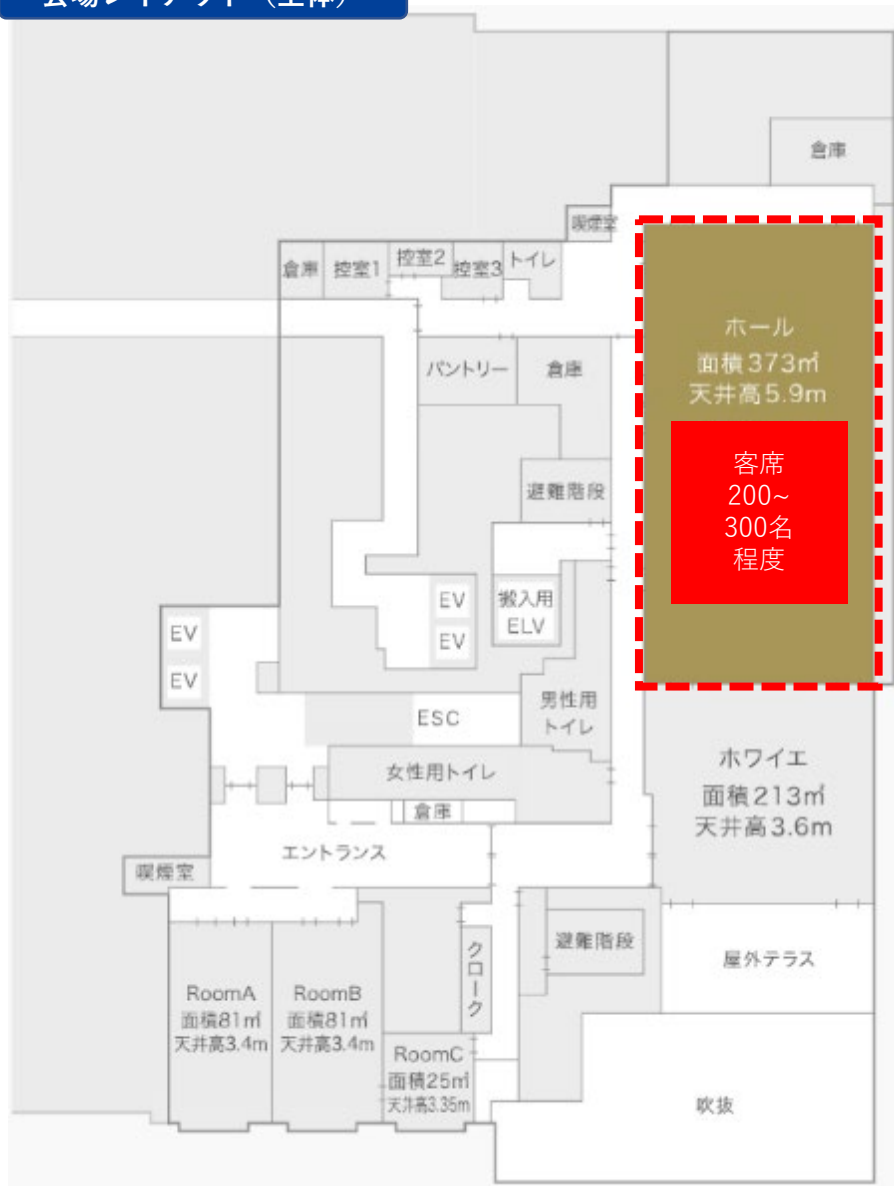 会場レイアウト（全体）
倉庫
喫煙室
倉庫
控室1
控室2
控室3
トイレ
ホール
面積373㎡
天井高5.9m
パントリー
倉庫
客席
200~
300名
程度
避難階段
EV
EV
搬入用
ELV
EV
EV
男性用
トイレ
ESC
女性用トイレ
倉庫
ホワイエ
面積213㎡
天井高3.6m
エントランス
喫煙室
クローク
避難階段
屋外テラス
RoomA
面積81㎡
天井高3.4m
RoomB
面積81㎡
天井高3.4m
RoomC
面積25㎡
天井高3.35m
吹抜